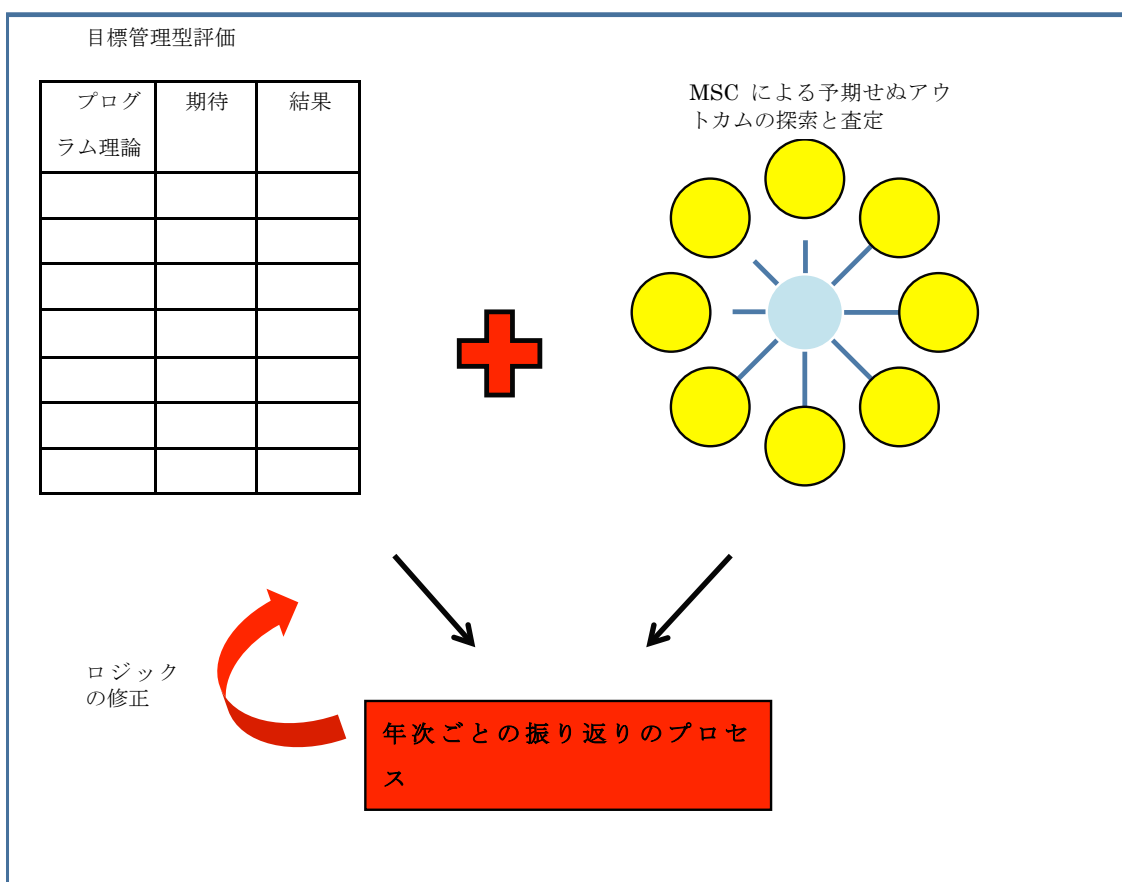 目標管理型評価
プログ
ラム理論
期待
結果
MSC による予期せぬアウ
トカムの探索と査定
ロジック
の修正
年次ごとの振り返りのプロセ
ス